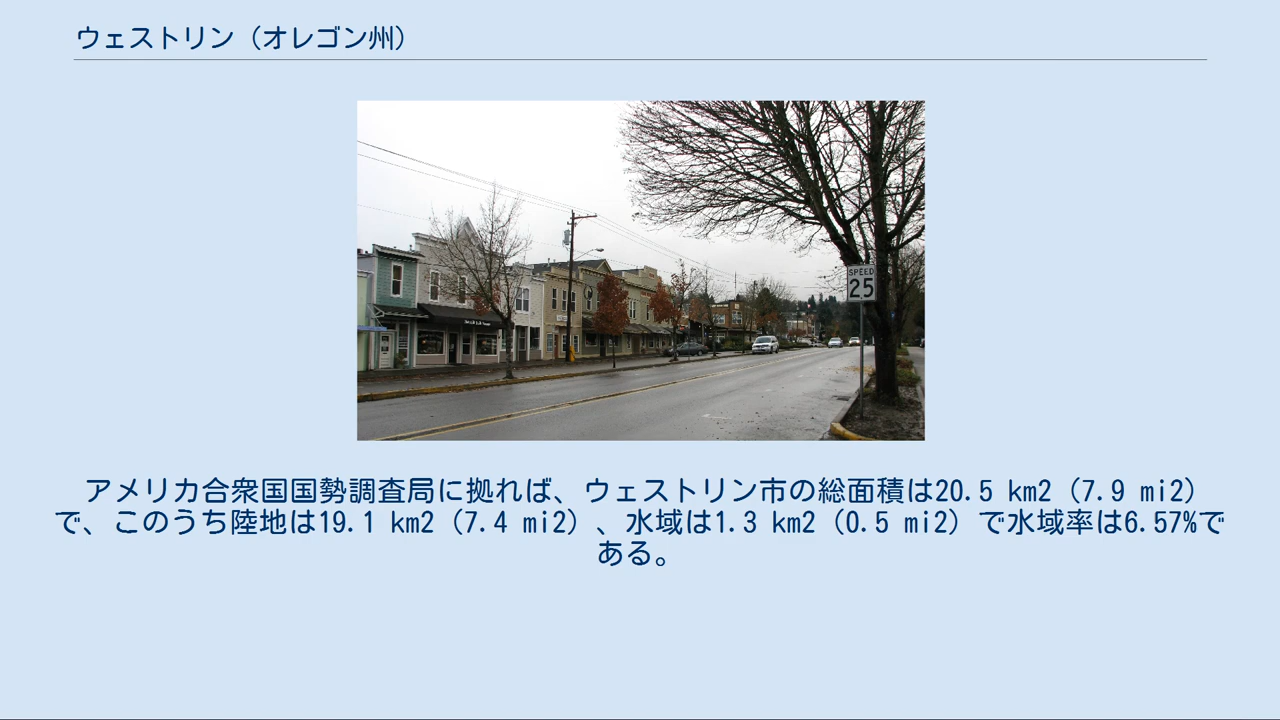 ウェストリン（オレゴン州）
SPEED
25
アメリカ合衆国国勢調査局に拠れば、ウェストリン市の総面積は20.5 km2（7.9 mi2）
で、このうち陸地は19.1 km2（7.4 mi2）、水域は1.3 km2（0.5 mi2）で水域率は6.57%で
ある。